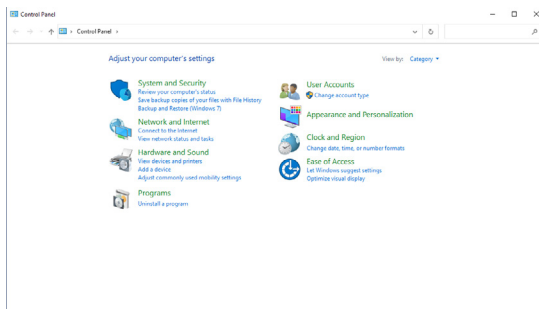 Control Panel
Control Panel
Adjust your computer's settings
View by: Category
System and Security
Review your computer's status
Save backup copies of your files with File History
Backup and Restore (Windows 7)
Network and Internet
Connect to the Internet
View network status and tasks
Hardware and Sound
View devices and printers
Add a device
Adjust commonly used mobility settings
Programs
Uninstall a program
User Accounts
Change account type
Appearance and Personalization
Clock and Region
Change date, time, or number formats
Ease of Access
Let Windows suggest settings
Optimize visual display